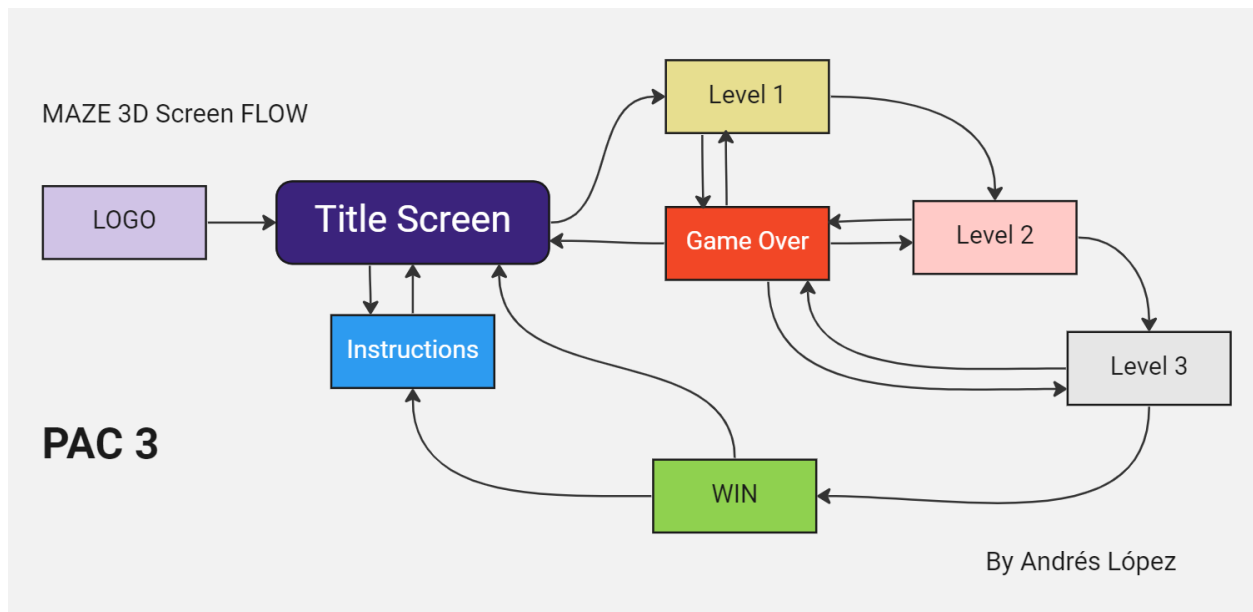 MAZE 3D Screen FLOW
LOGO
Title Screen
Level 1
Game Over
Level 2
Instructions
Level 3
PAC 3
WIN
By Andrés López